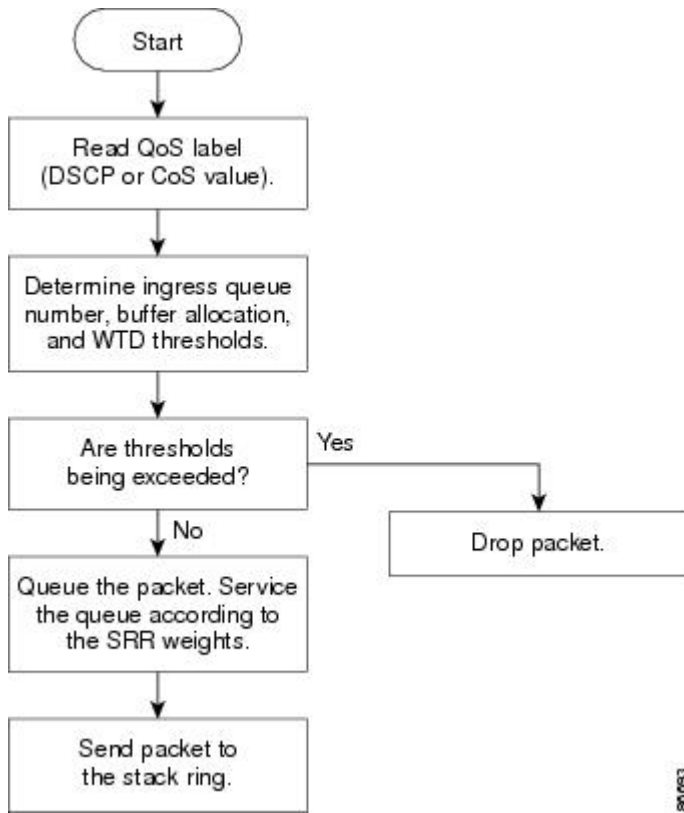 Start
Read QoS label
(DSCP or CoS value).
Determine ingress queue
number, buffer allocation,
and WTD thresholds.
Are thresholds
being exceeded?
Yes
No
Drop packet.
Queue the packet. Service
the queue according to
the SRR weights.
Send packet to
the stack ring.